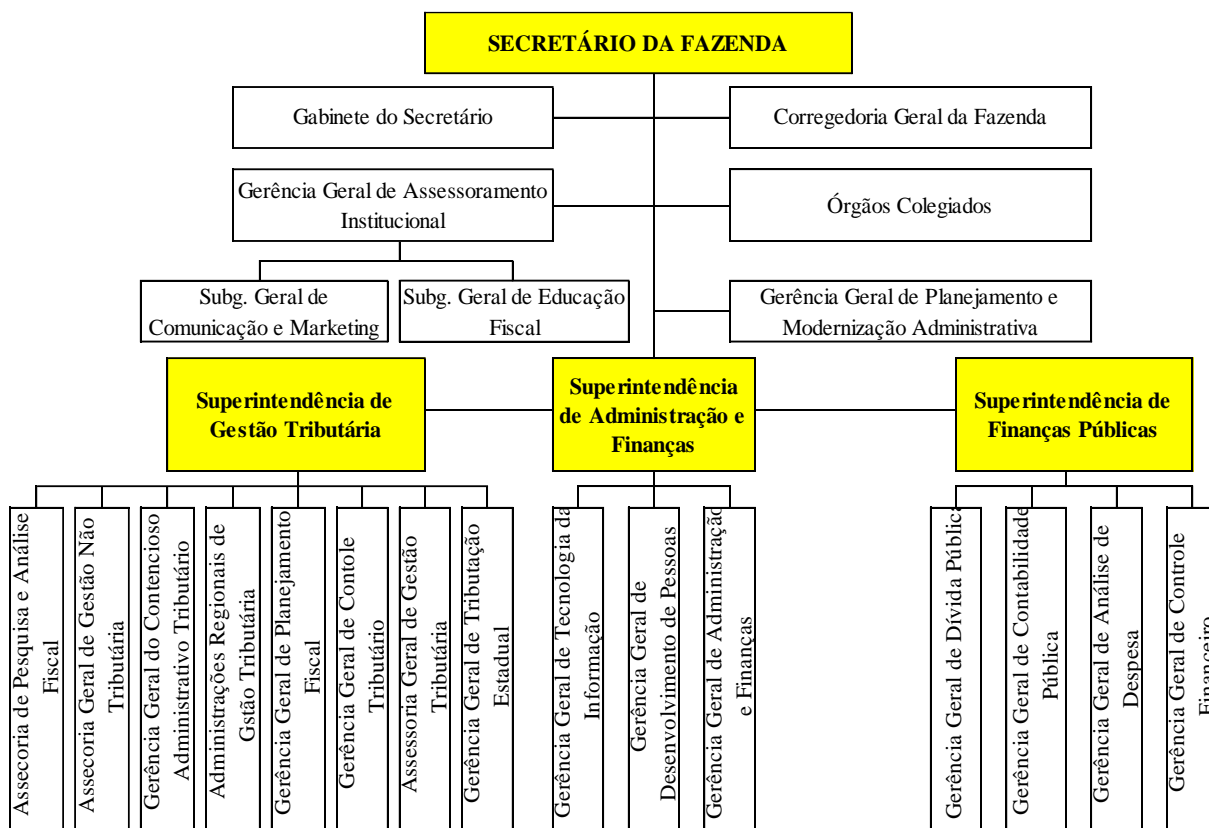 SECRETÁRIO DA FAZENDA
Gabinete do Secretário
Corregedoria Geral da Fazenda
Gerência Geral de Assessoramento
Institucional
Órgãos Colegiados
Subg. Geral de
Comunicação e Marketing
Subg. Geral de Educação
Fiscal
Gerência Geral de Planejamento e
Modernização Administrativa
Superintendência de
Gestão Tributária
Superintendência
de Administração e
Finanças
Superintendência de
Finanças Públicas
Assecoria de Pesquisa e Análise
Fiscal
Assecoria Geral de Gestão Não
Tributária
Gerência Geral do Contencioso
Administrativo Tributário
Administrações Regionais de
Gstão Tributária
Gerência Geral de Planejamento
Fiscal
Gerência Geral de Contole
Tributário
Assessoria Geral de Gestão
Tributária
Gerência Geral de Tributação
Estadual
Gerência Geral de Tecnologia da
Informação
Gerência Geral de
Desenvolvimento de Pessoas
Gerência Geral de Administração
e Finanças
Gerência Geral de Dívida Pública
Gerência Geral de Contabilidade
Pública
Gerência Geral de Análise de
Despesa
Gerência Geral de Controle
Financeiro